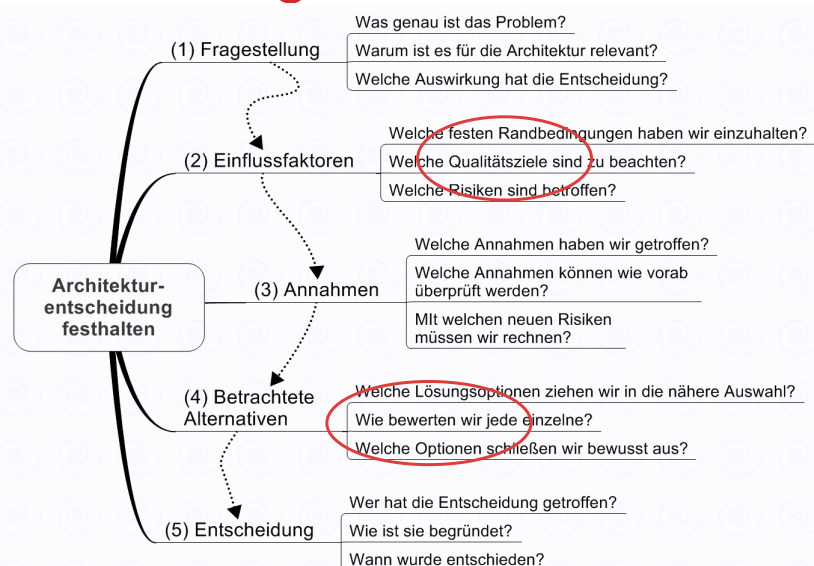 Was genau ist das Problem?
(1) Fragestellung
Warum ist es für die Architektur relevant?
Welche Auswirkung hat die Entscheidung?
Welche festen Randbedingungen haben wir einzuhalten?
(2) Einflussfaktoren
Welche Qualitätsziele sind zu beachten?
Welche Risiken sind betroffen?
Architektur-
entscheidung
festhalten
Welche Annahmen haben wir getroffen?
(3) Annahmen
Welche Annahmen können wie vorab
überprüft werden?
MIt welchen neuen Risiken
müssen wir rechnen?
(4) Betrachtete
Alternativen
Welche Lösungsoptionen ziehen wir in die nähere Auswahl?
Wie bewerten wir jede einzelne?
Welche Optionen schließen wir bewusst aus?
(5) Entscheidung
Wer hat die Entscheidung getroffen?
Wie ist sie begründet?
Wann wurde entschieden?